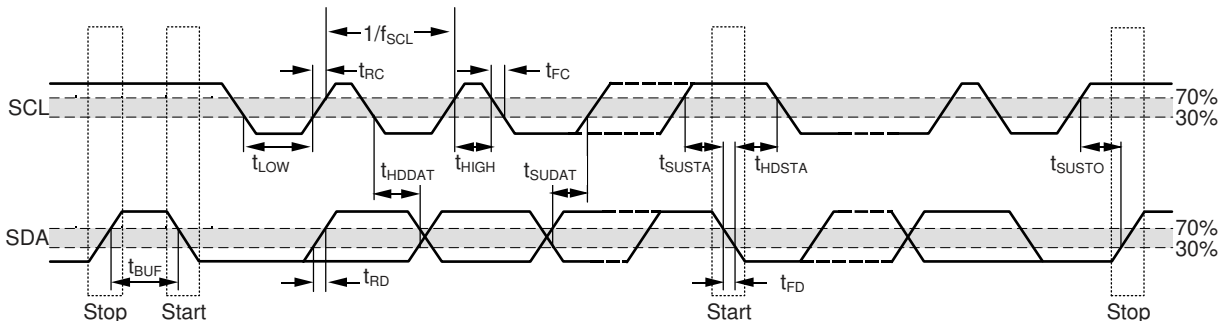 1/fSCL
tRC
tFC
SCL
70%
30%
tLOW
tHDDAT
tHIGH
tSUDAT
tSUSTA
tHDSTA
tSUSTO
SDA
70%
30%
tBUF
tRD
tFD
Stop
Start
Start
Stop